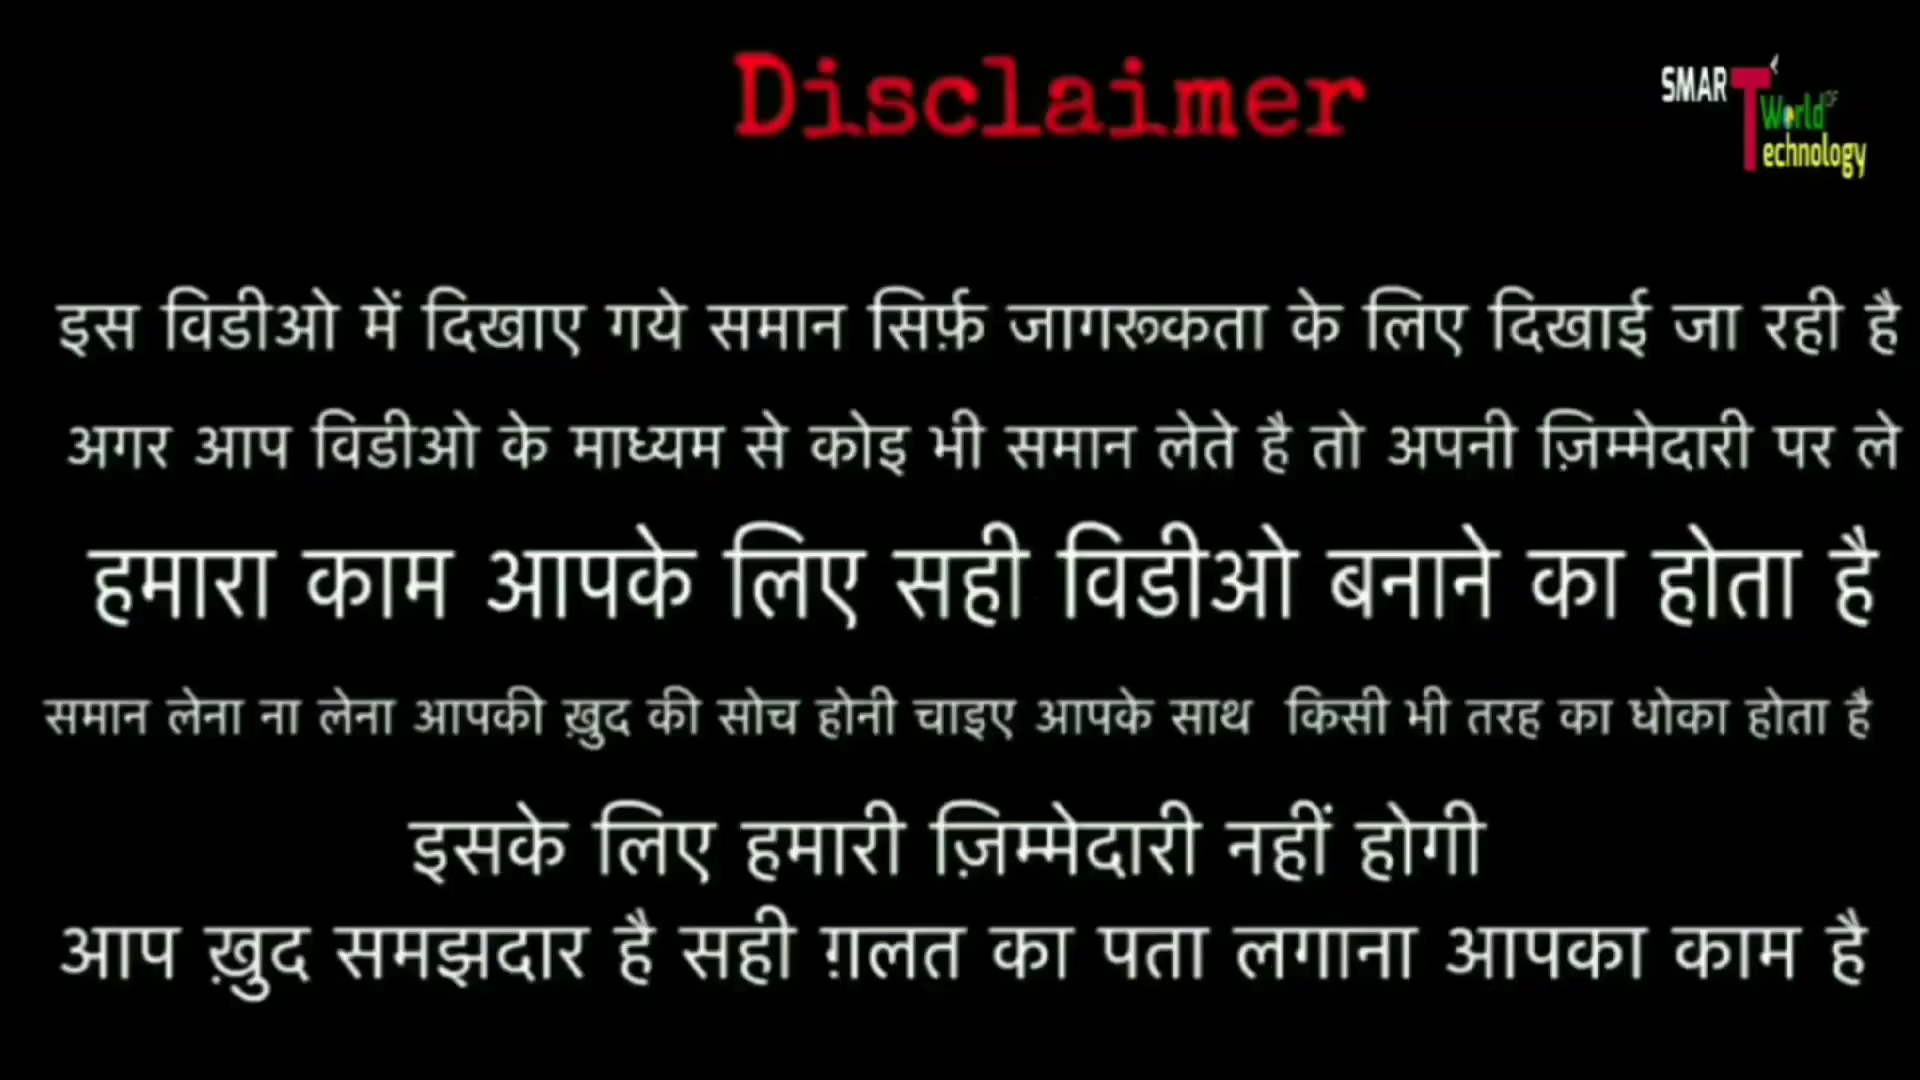 Disclaimer
SMART World OF Technology
इस विडीओ में दिखाए गये समान सिर्फ़ जागरूकता के लिए दिखाई जा रही है
अगर आप विडीओ के माध्यम से कोइ भी समान लेते है तो अपनी ज़िम्मेदारी पर ले
हमारा काम आपके लिए सही विडीओ बनाने का होता है
समान लेना ना लेना आपकी ख़ुद की सोच होनी चाइए आपके साथ किसी भी तरह का धोका होता है
इसके लिए हमारी ज़िम्मेदारी नहीं होगी
आप ख़ुद समझदार है सही ग़लत का पता लगाना आपका काम है